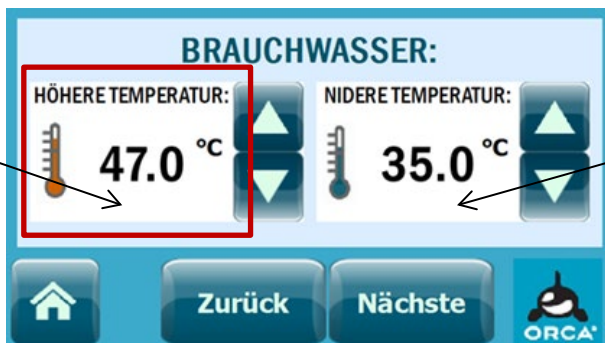 BRAUCHWASSER:
HÖHERE TEMPERATUR:
47.0 °C
NIDERE TEMPERATUR:
35.0 °C
Zurück
Nächste
ORCA